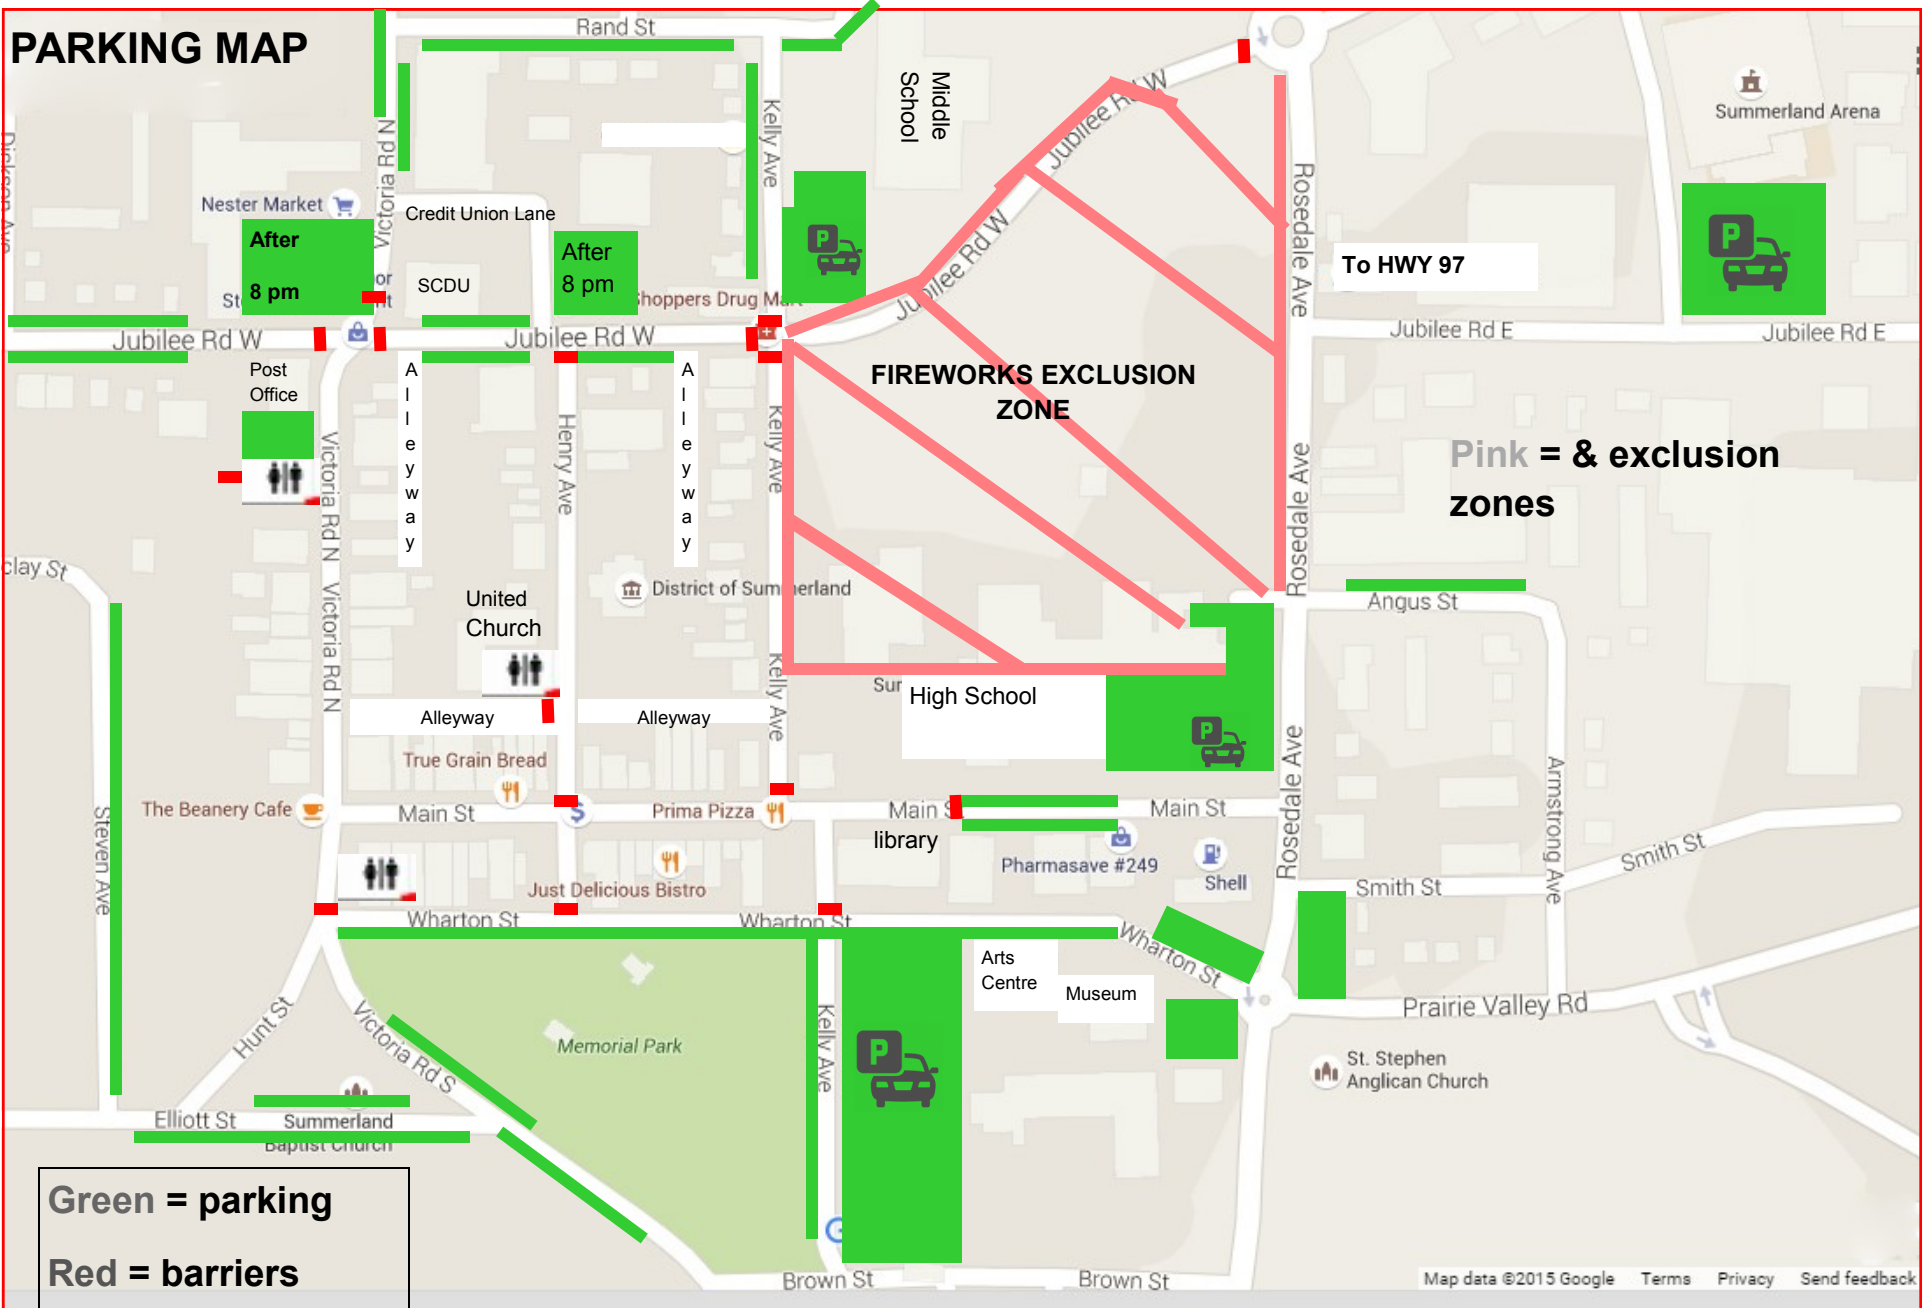 PARKING MAP
Rand St
Middle
School
Kelly Ave
Jubilee Rd W
Summerland Arena
Victoria Rd N
Nester Market
Credit Union Lane
After
8 pm
After
8 pm
SCDU
Shoppers Drug
Jubilee Rd W
Rosedale Ave
To HWY 97
Jubilee Rd W
Jubilee Rd W
Jubilee Rd E
Jubilee Rd E
Post
Office
Alleyway
Alleyway
FIREWORKS EXCLUSION
ZONE
Henry Ave
Kelly Ave
Victoria Rd N
Rosedale Ave
Pink = & exclusion
zones
clay St
Victoria Rd N
United
Church
District of Summerland
Angus St
Kelly Ave
High School
Alleyway
Alleyway
True Grain Bread
Rosedale Ave
Armstrong Ave
Steven Ave
The Beanery Cafe
Main St
Prima Pizza
Main S
Main St
library
Pharmasave #249
Shell
Smith St
Smith St
Just Delicious Bistro
Wharton St
Wharton St
Wharton St
Arts
Centre
Museum
Prairie Valley Rd
Hunt St
Victoria Rd S
Memorial Park
Kelly Ave
P
P
P
P
St. Stephen
Anglican Church
Elliott St
Summerland
Baptist Church
Green = parking
Red = barriers
Brown St
Brown St
Map data ©2015 Google Terms Privacy Send feedback